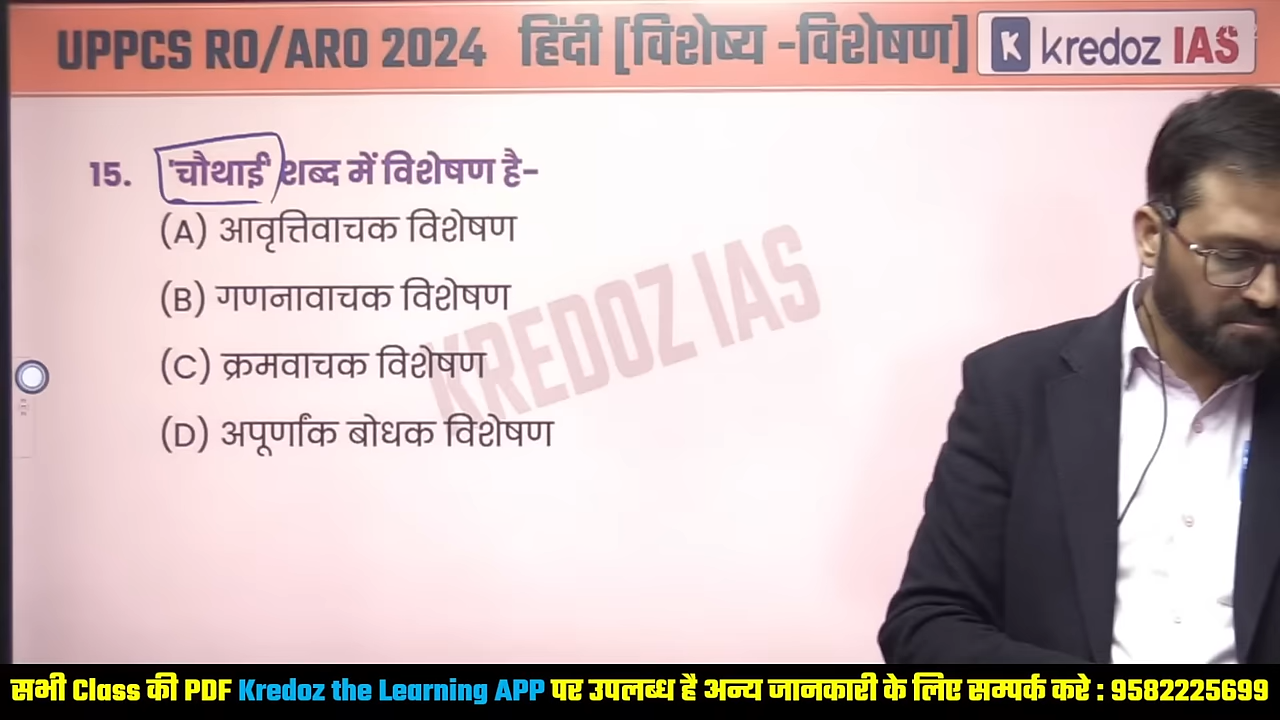 UPPCS RO/ARO 2024 हिंदी [विशेष्य -विशेषण] K kredoz IAS
15. 'चौथाई' शब्द में विशेषण है-
(A) आवृत्तिवाचक विशेषण
(B) गणनावाचक विशेषण
(C) क्रमवाचक विशेषण
(D) अपूर्णांक बोधक विशेषण
KREDOZ IAS
सभी Class की PDF Kredoz the Learning APP पर उपलब्ध है अन्य जानकारी के लिए सम्पर्क करे : 9582225699